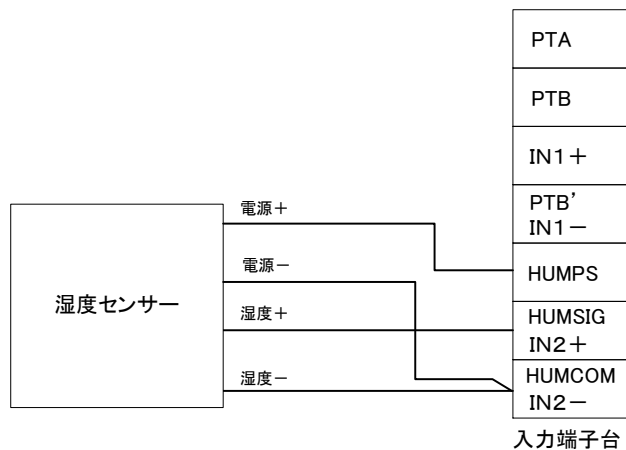 PTA
PTB
IN1+
PTB'
IN1－
HUMPS
HUMSIG
IN2+
HUMCOM
IN2－
入力端子台
湿度センサー
電源+
電源－
湿度+
湿度－